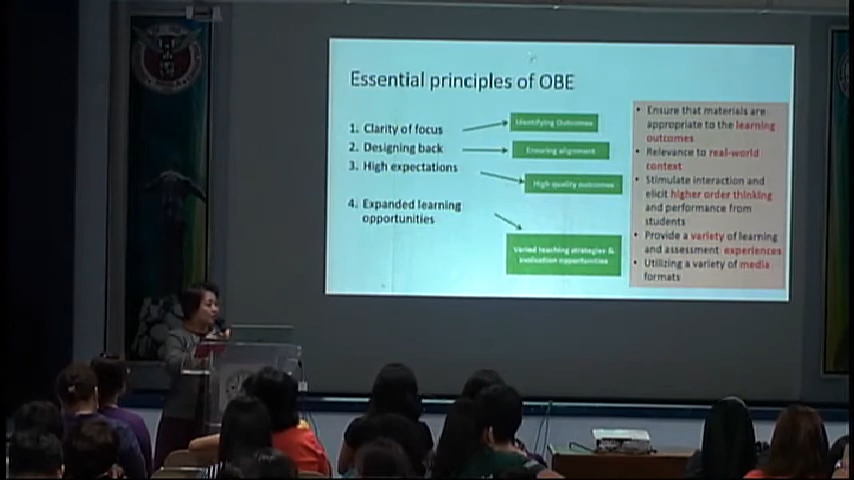 Essential principles of OBE
1. Clarity of focus
2. Designing back
3. High expectations
4. Expanded learning
opportunities
Identifying Outcomes
Ensuring alignment
High quality outcomes
Varied teaching strategies &
evaluation opportunities
• Ensure that materials are
appropriate to the learning
outcomes
• Relevance to real-world
context
• Stimulate interaction and
elicit higher order thinking
and performance from
students
• Provide a variety of learning
and assessment experiences
• Utilizing a variety of media
formats